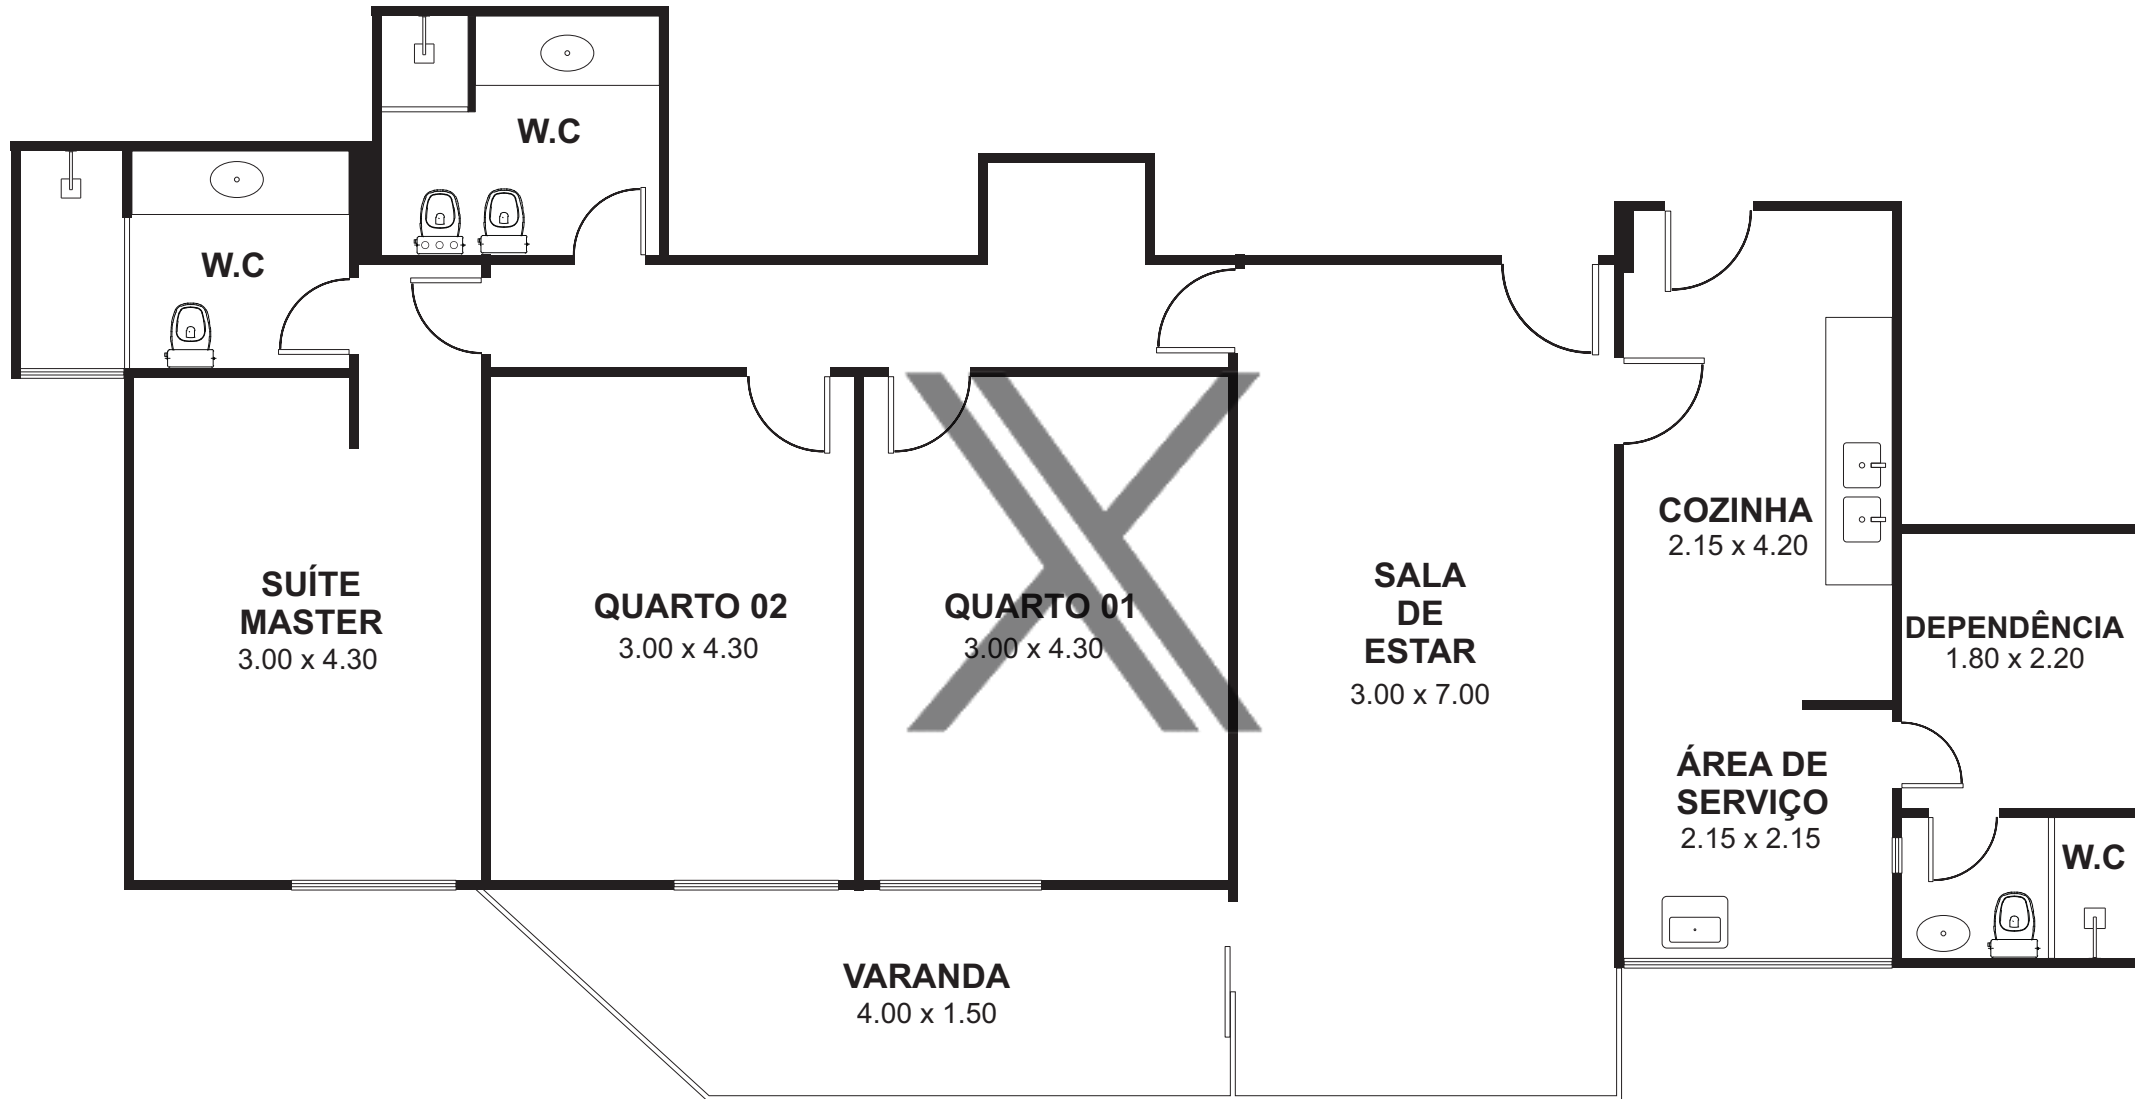 W.C
W.C
SUÍTE
MASTER
3.00 x 4.30
QUARTO 02
3.00 x 4.30
QUARTO 01
3.00 x 4.30
SALA
DE
ESTAR
3.00 x 7.00
COZINHA
2.15 x 4.20
DEPENDÊNCIA
1.80 x 2.20
ÁREA DE
SERVIÇO
2.15 x 2.15
W.C
VARANDA
4.00 x 1.50